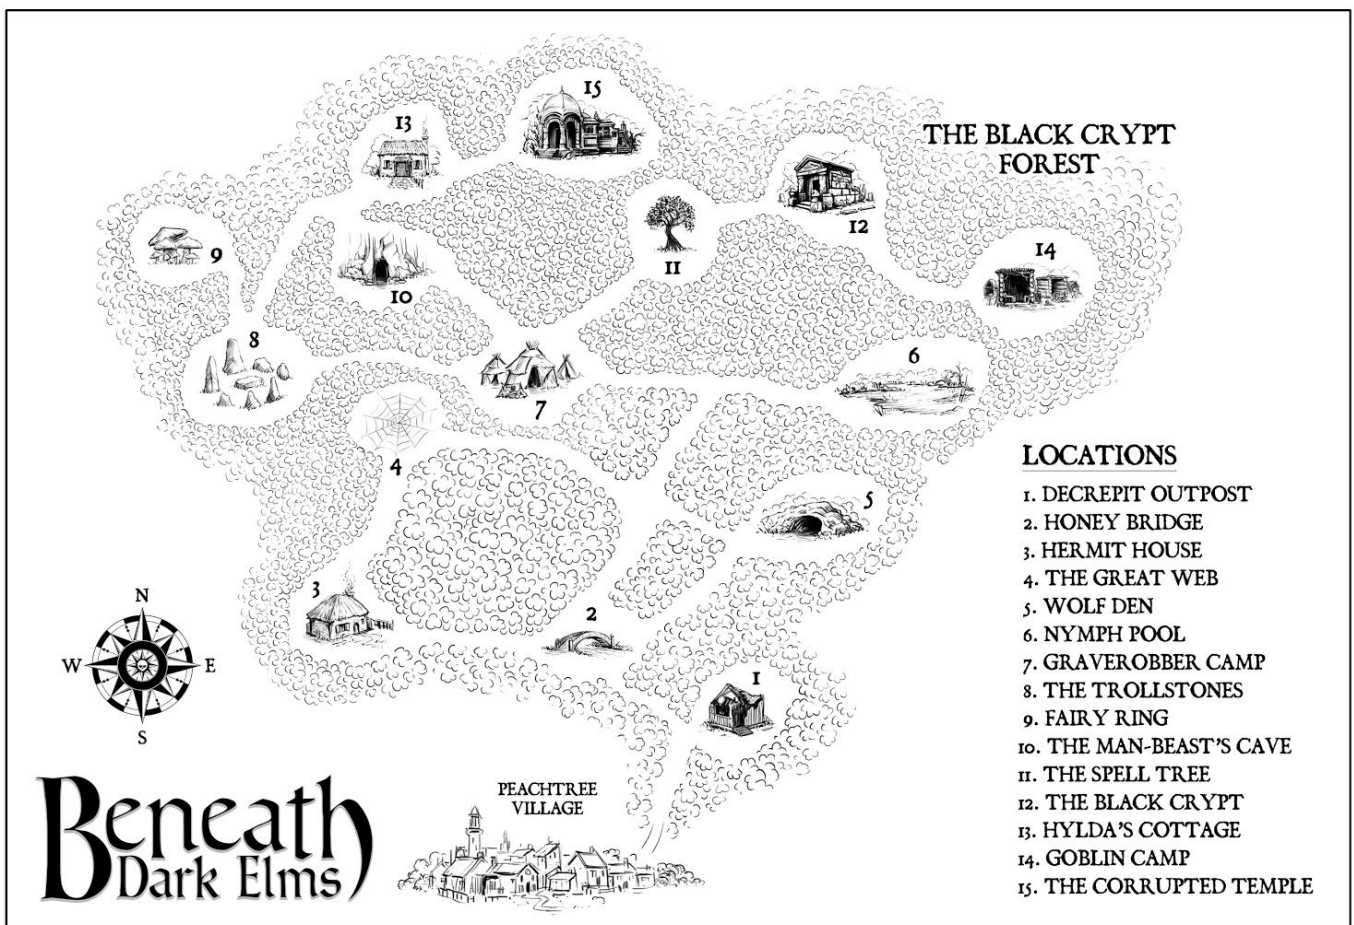 15
13
THE BLACK CRYPT
FOREST
12
9
14
11
10
8
6
7
4
5
3
2
1
N
W
E
S
PEACHTREE
VILLAGE
Beneath
Dark Elms
LOCATIONS
1. DECREPIT OUTPOST
2. HONEY BRIDGE
3. HERMIT HOUSE
4. THE GREAT WEB
5. WOLF DEN
6. NYMPH POOL
7. GRAVEROBBER CAMP
8. THE TROLLSTONES
9. FAIRY RING
10. THE MAN-BEAST'S CAVE
11. THE SPELL TREE
12. THE BLACK CRYPT
13. HYLDA'S COTTAGE
14. GOBLIN CAMP
15. THE CORRUPTED TEMPLE